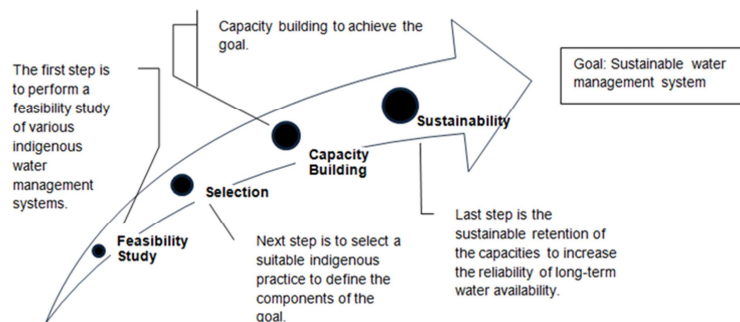 Capacity building to achieve the
goal.
Goal: Sustainable water
management system
The first step is
to perform a
feasibility study
of various
indigenous
water
management
systems.
Sustainability
Capacity
Building
Selection
Feasibility
Study
Next step is to select a
suitable indigenous
practice to define the
components of the
goal.
Last step is the
sustainable retention of
the capacities to increase
the reliability of long-term
water availability.